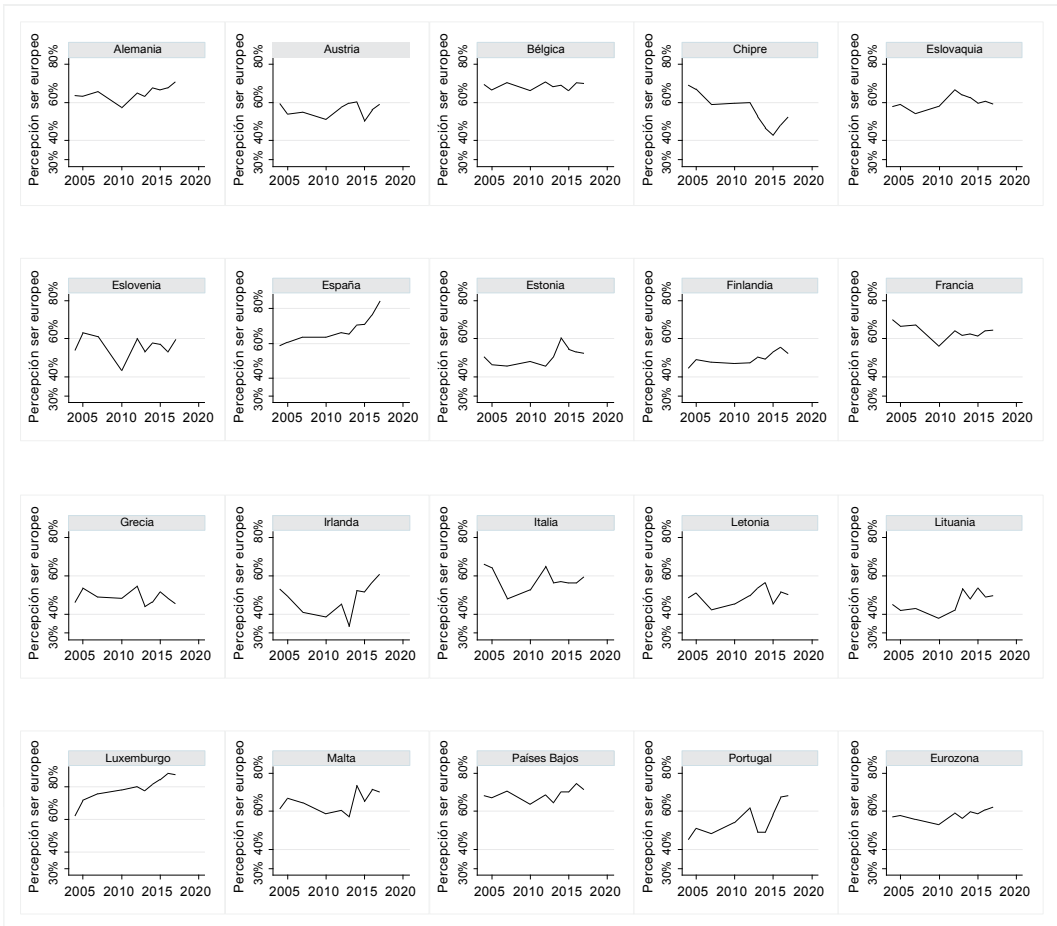 Alemania
Percepción ser europeo
80%
60%
40%
30%
2005 2010 2015 2020
Austria
Percepción ser europeo
80%
60%
40%
30%
2005 2010 2015 2020
Bélgica
Percepción ser europeo
80%
60%
40%
30%
2005 2010 2015 2020
Chipre
Percepción ser europeo
80%
60%
40%
30%
2005 2010 2015 2020
Eslovaquia
Percepción ser europeo
80%
60%
40%
30%
2005 2010 2015 2020
Eslovenia
Percepción ser europeo
80%
60%
40%
30%
2005 2010 2015 2020
España
Percepción ser europeo
80%
60%
40%
30%
2005 2010 2015 2020
Estonia
Percepción ser europeo
80%
60%
40%
30%
2005 2010 2015 2020
Finlandia
Percepción ser europeo
80%
60%
40%
30%
2005 2010 2015 2020
Francia
Percepción ser europeo
80%
60%
40%
30%
2005 2010 2015 2020
Grecia
Percepción ser europeo
80%
60%
40%
30%
2005 2010 2015 2020
Irlanda
Percepción ser europeo
80%
60%
40%
30%
2005 2010 2015 2020
Italia
Percepción ser europeo
80%
60%
40%
30%
2005 2010 2015 2020
Letonia
Percepción ser europeo
80%
60%
40%
30%
2005 2010 2015 2020
Lituania
Percepción ser europeo
80%
60%
40%
30%
2005 2010 2015 2020
Luxemburgo
Percepción ser europeo
80%
60%
40%
30%
2005 2010 2015 2020
Malta
Percepción ser europeo
80%
60%
40%
30%
2005 2010 2015 2020
Países Bajos
Percepción ser europeo
80%
60%
40%
30%
2005 2010 2015 2020
Portugal
Percepción ser europeo
80%
60%
40%
30%
2005 2010 2015 2020
Eurozona
Percepción ser europeo
80%
60%
40%
30%
2005 2010 2015 2020